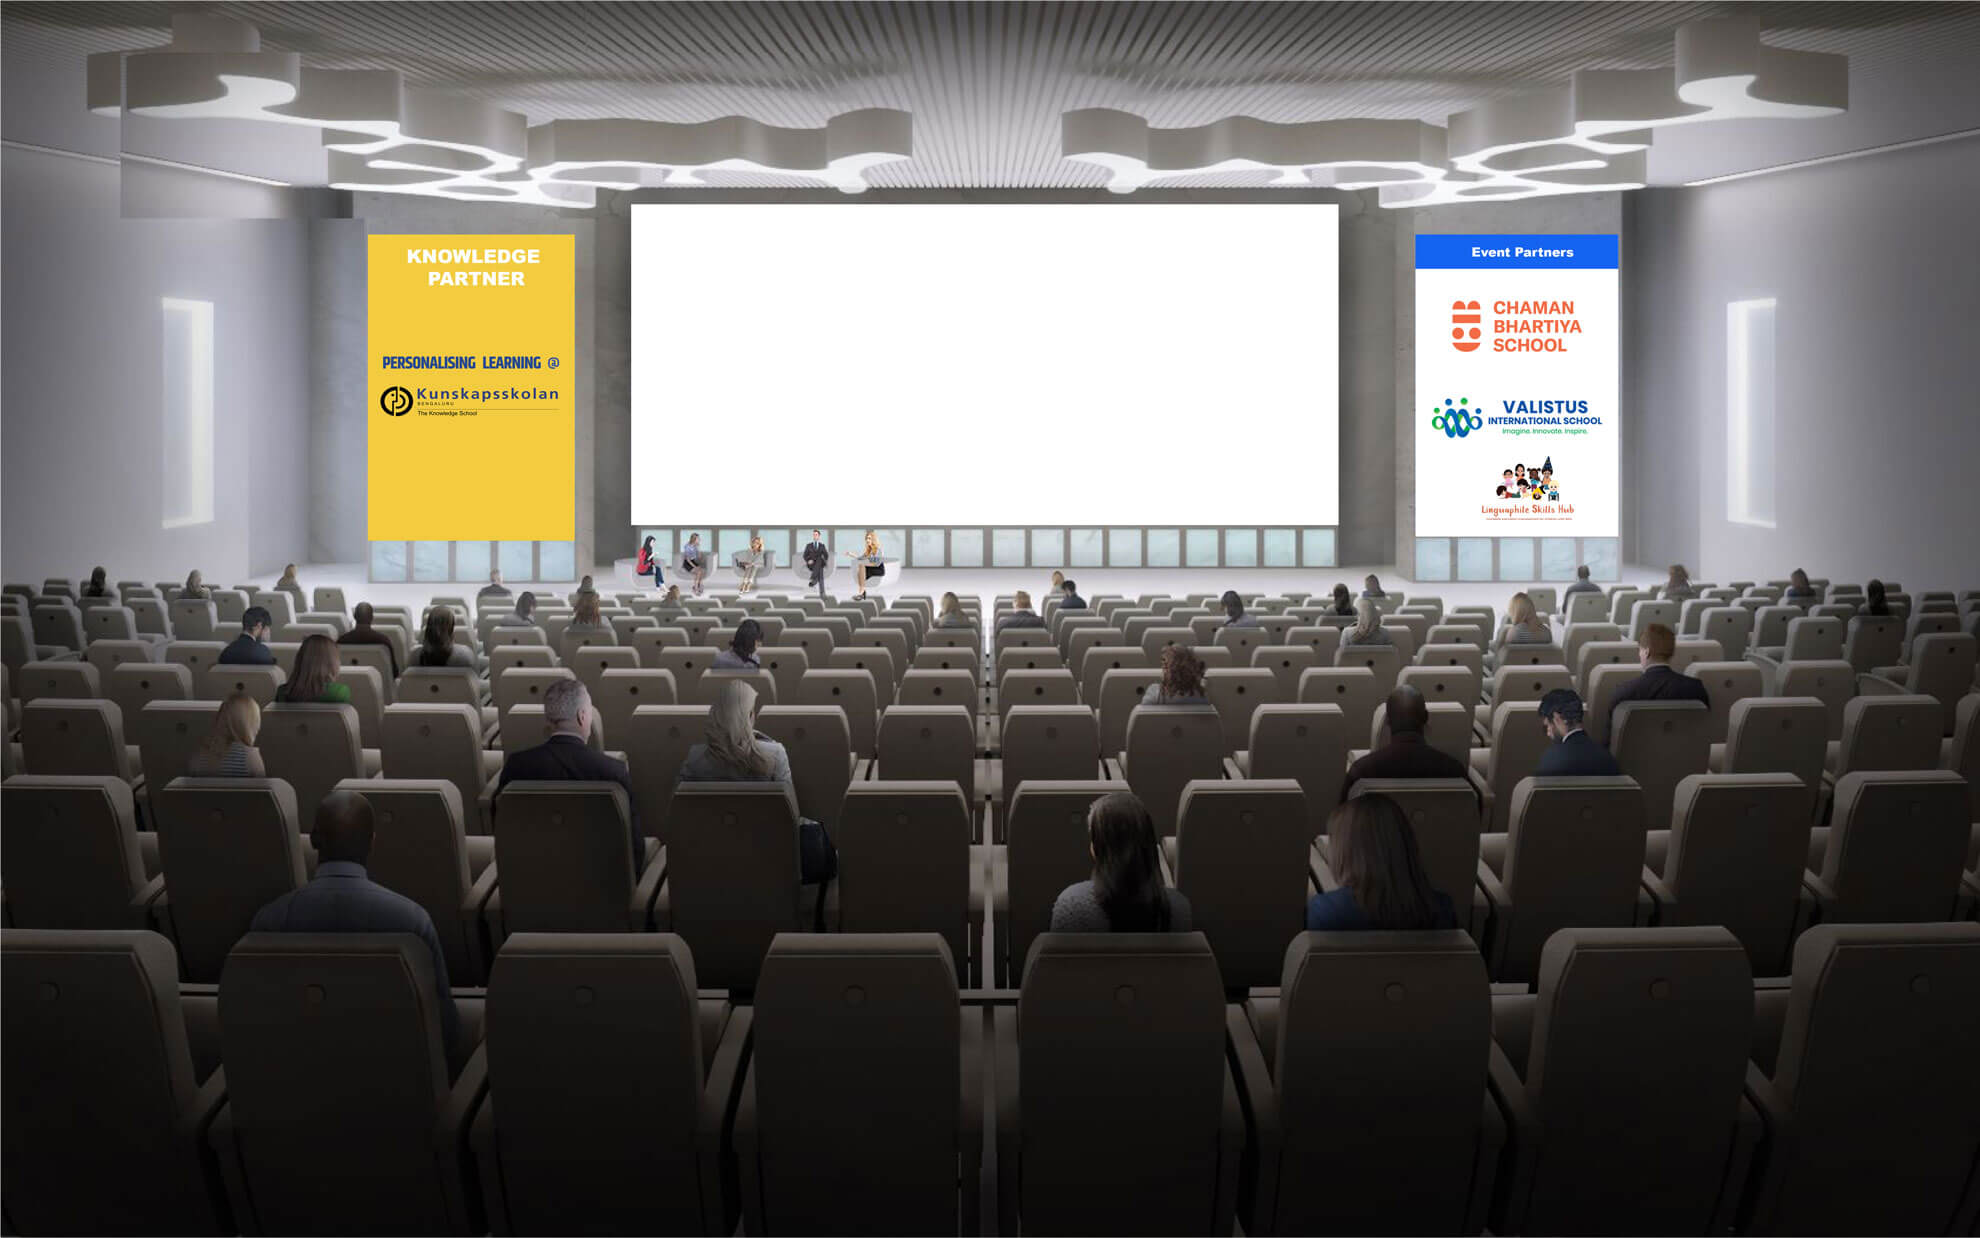 KNOWLEDGE
PARTNER
PERSONALISING LEARNING @
Kunskapsskolan
BENGALURU
The Knowledge School
Event Partners
CHAMAN
BHARTIYA
SCHOOL
VALISTUS
INTERNATIONAL SCHOOL
Imagine. Innovate. Inspire.
Linguaphile Skills Hub